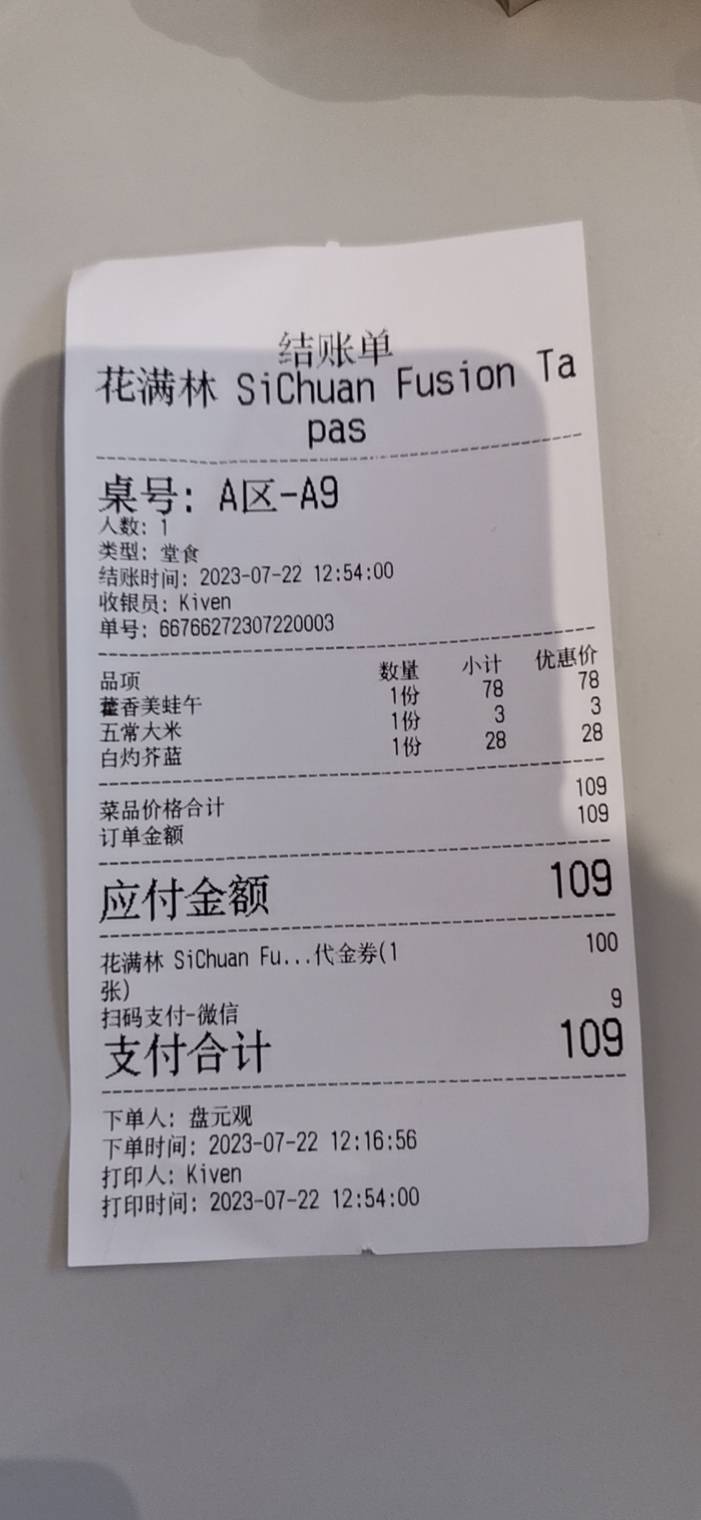 结账单
花满林 SiChuan Fusion Ta
pas
桌号: A区-A9
人数: 1
类型: 堂食
结账时间: 2023-07-22 12:54:00
收银员: Kiven
单号: 66766272307220003
品项 数量 小计 优惠价
藿香美蛙午 1份 78 78
五常大米 1份 3 3
白灼芥蓝 1份 28 28
菜品价格合计 109
订单金额 109
应付金额 109
花满林 SiChuan Fu...代金券(1 100
张)
扫码支付-微信 9
支付合计 109
下单人: 盘元观
下单时间: 2023-07-22 12:16:56
打印人: Kiven
打印时间: 2023-07-22 12:54:00